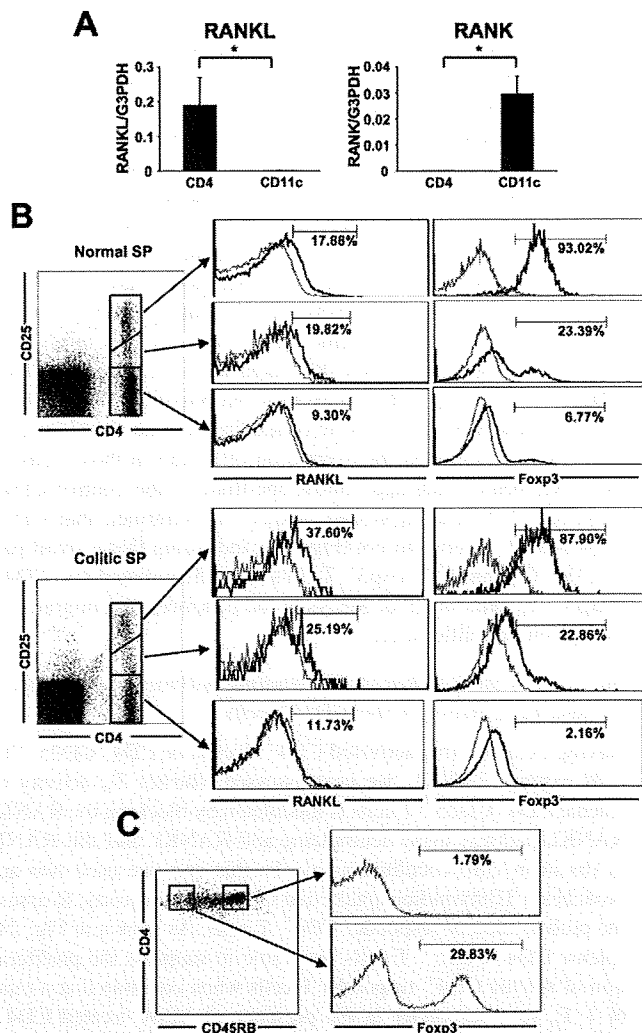 A
RANKL
RANK
*
*
RANKL/G3PDH
0.3
0.2
0.1
0
CD4
CD11c
RANK/G3PDH
0.04
0.03
0.02
0.01
0
CD4
CD11c
B
Normal SP
CD25
CD4
17.88%
93.02%
19.82%
23.39%
9.30%
6.77%
RANKL
Foxp3
Colitic SP
CD25
CD4
37.60%
87.90%
25.19%
22.86%
11.73%
2.16%
RANKL
Foxp3
C
CD4
CD45RB
1.79%
29.83%
Foxp3